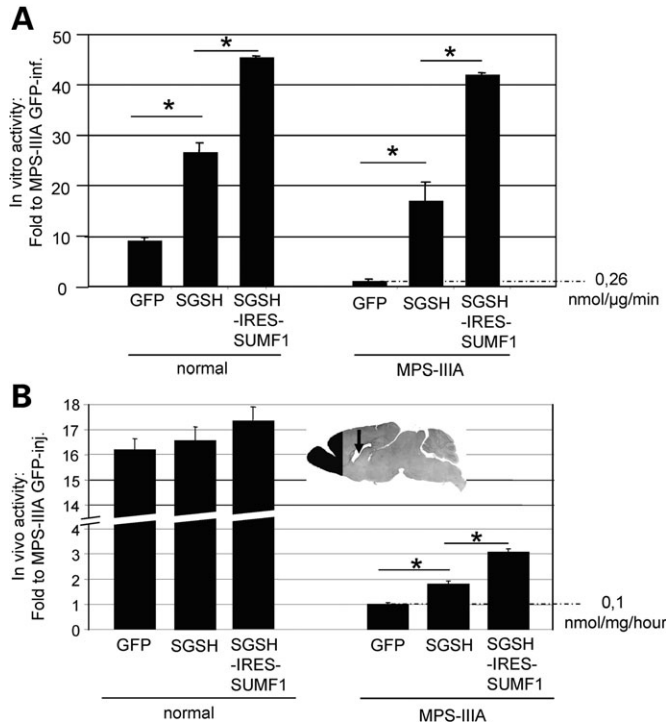 A
In vitro activity:
Fold to MPS-IIIA GFP-inf.
50
40
30
20
10
0
*
*
*
*
GFP
SGSH
SGSH
-IRES-
SUMF1
normal
GFP
SGSH
SGSH
-IRES-
SUMF1
MPS-IIIA
0,26
nmol/µg/min
B
In vivo activity:
Fold to MPS-IIIA GFP-inj.
18
17
16
15
14
4
3
2
1
0
*
*
GFP
SGSH
SGSH
-IRES-
SUMF1
normal
GFP
SGSH
SGSH
-IRES-
SUMF1
MPS-IIIA
0,1
nmol/mg/hour